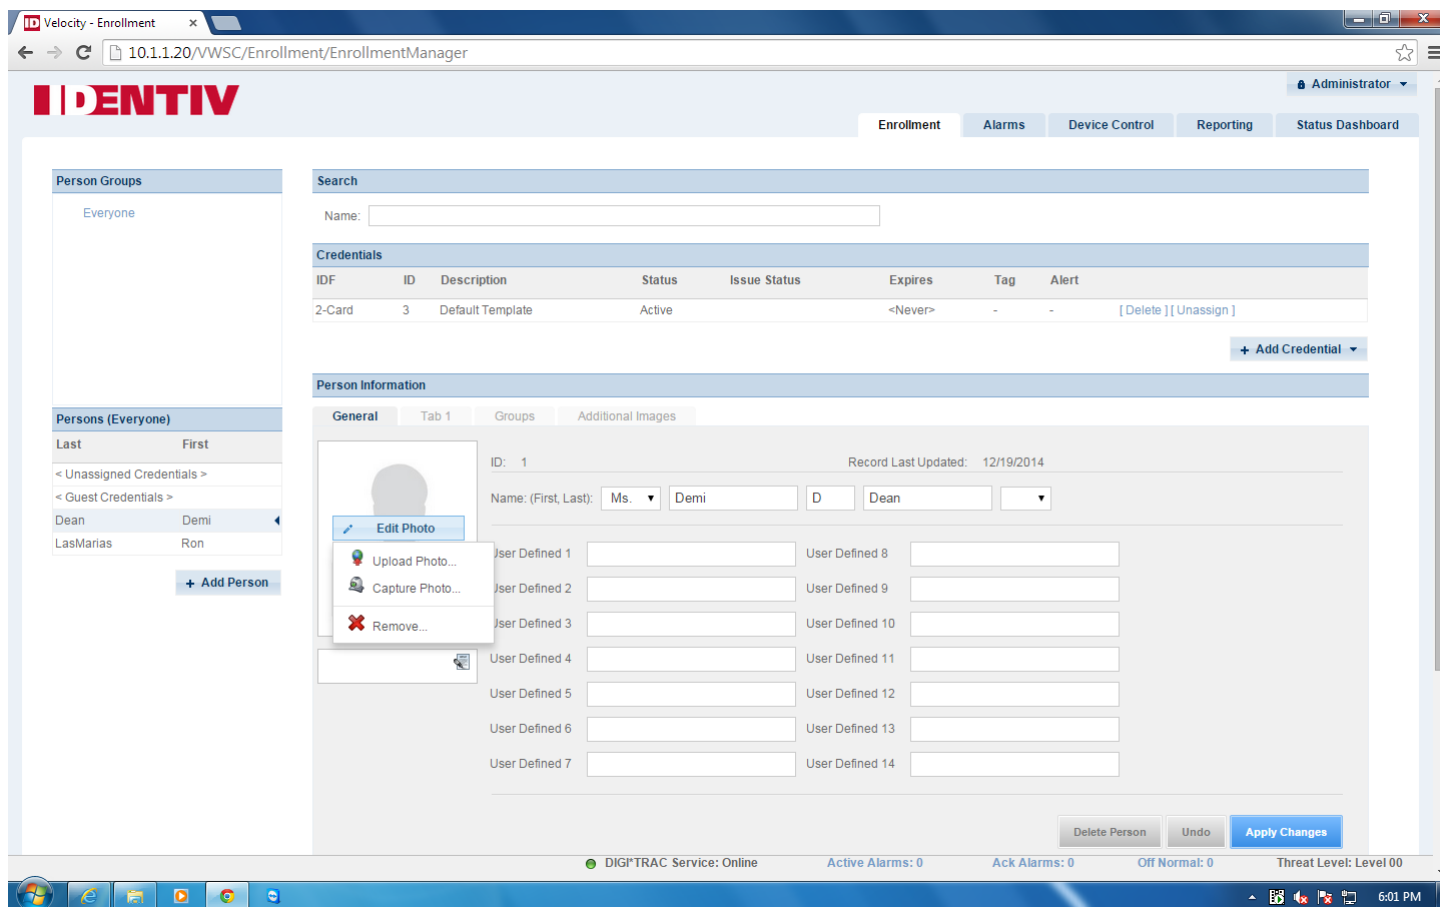 Velocity - Enrollment
10.1.1.20/VWSC/Enrollment/EnrollmentManager
IDENTIV
Administrator
Enrollment Alarms Device Control Reporting Status Dashboard
Person Groups
Everyone
Search
Name:
Credentials
IDF ID Description Status Issue Status Expires Tag Alert
2-Card 3 Default Template Active <Never> - - [ Delete ] [ Unassign ]
+ Add Credential
Person Information
General Tab 1 Groups Additional Images
Persons (Everyone)
Last First
< Unassigned Credentials >
< Guest Credentials >
Dean Demi
LasMarias Ron
+ Add Person
ID: 1 Record Last Updated: 12/19/2014
Name: (First, Last): Ms. Demi D Dean
Edit Photo
Upload Photo...
Capture Photo...
Remove...
User Defined 1 User Defined 8
User Defined 2 User Defined 9
User Defined 3 User Defined 10
User Defined 4 User Defined 11
User Defined 5 User Defined 12
User Defined 6 User Defined 13
User Defined 7 User Defined 14
Delete Person Undo Apply Changes
DIGI*TRAC Service: Online Active Alarms: 0 Ack Alarms: 0 Off Normal: 0 Threat Level: Level 00
6:01 PM